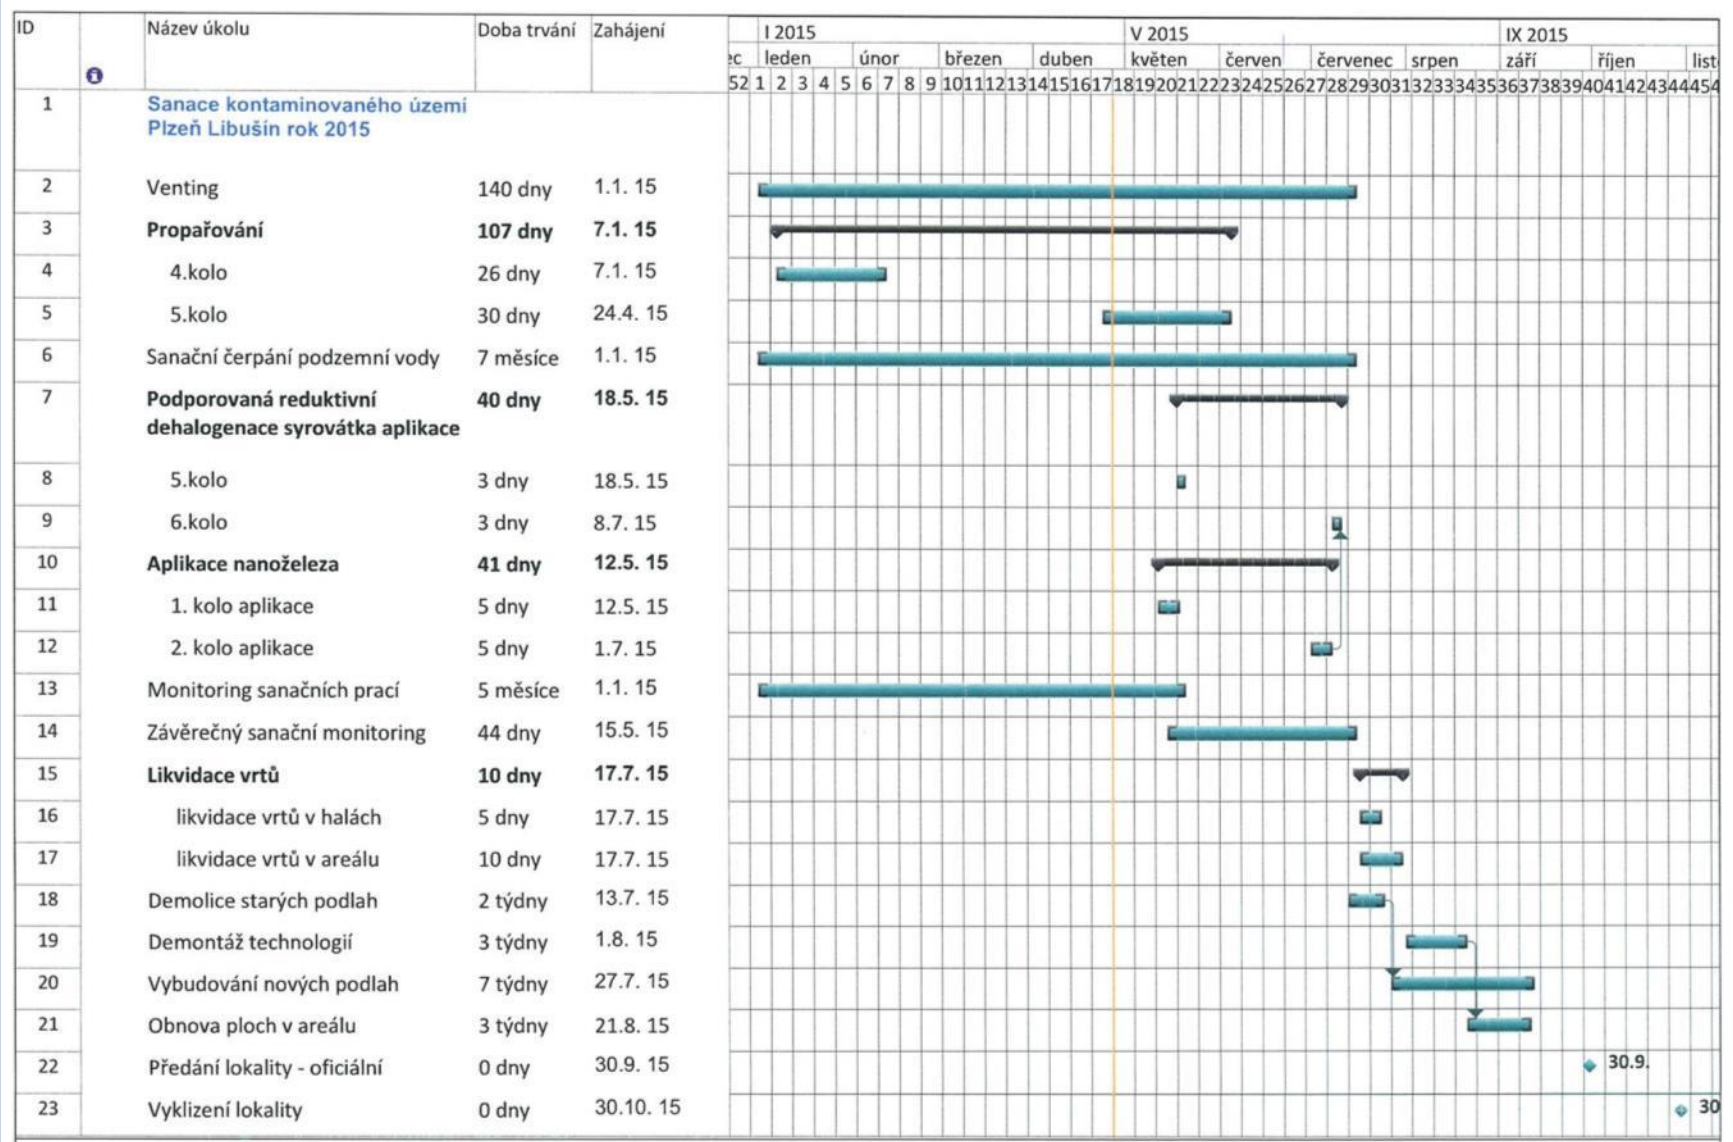 ID Název úkolu Doba trvání Zahájení
I 2015 V 2015 IX 2015
ec leden únor březen duben květen červen červenec srpen září říjen list
52 1 2 3 4 5 6 7 8 9 10 11 12 13 14 15 16 17 18 19 20 21 22 23 24 25 26 27 28 29 30 31 32 33 34 35 36 37 38 39 40 41 42 43 44 45 4
1 Sanace kontaminovaného území
Plzeň Libušín rok 2015
2 Venting 140 dny 1.1. 15
3 Propařování 107 dny 7.1. 15
4 4.kolo 26 dny 7.1. 15
5 5.kolo 30 dny 24.4. 15
6 Sanační čerpání podzemní vody 7 měsíce 1.1. 15
7 Podporovaná reduktivní 40 dny 18.5. 15
dehalogenace syrovátka aplikace
8 5.kolo 3 dny 18.5. 15
9 6.kolo 3 dny 8.7. 15
10 Aplikace nanoželeza 41 dny 12.5. 15
11 1. kolo aplikace 5 dny 12.5. 15
12 2. kolo aplikace 5 dny 1.7. 15
13 Monitoring sanačních prací 5 měsíce 1.1. 15
14 Závěrečný sanační monitoring 44 dny 15.5. 15
15 Likvidace vrtů 10 dny 17.7. 15
16 likvidace vrtů v halách 5 dny 17.7. 15
17 likvidace vrtů v areálu 10 dny 17.7. 15
18 Demolice starých podlah 2 týdny 13.7. 15
19 Demontáž technologií 3 týdny 1.8. 15
20 Vybudování nových podlah 7 týdny 27.7. 15
21 Obnova ploch v areálu 3 týdny 21.8. 15
22 Předání lokality - oficiální 0 dny 30.9. 15 30.9.
23 Vyklizení lokality 0 dny 30.10. 15 30